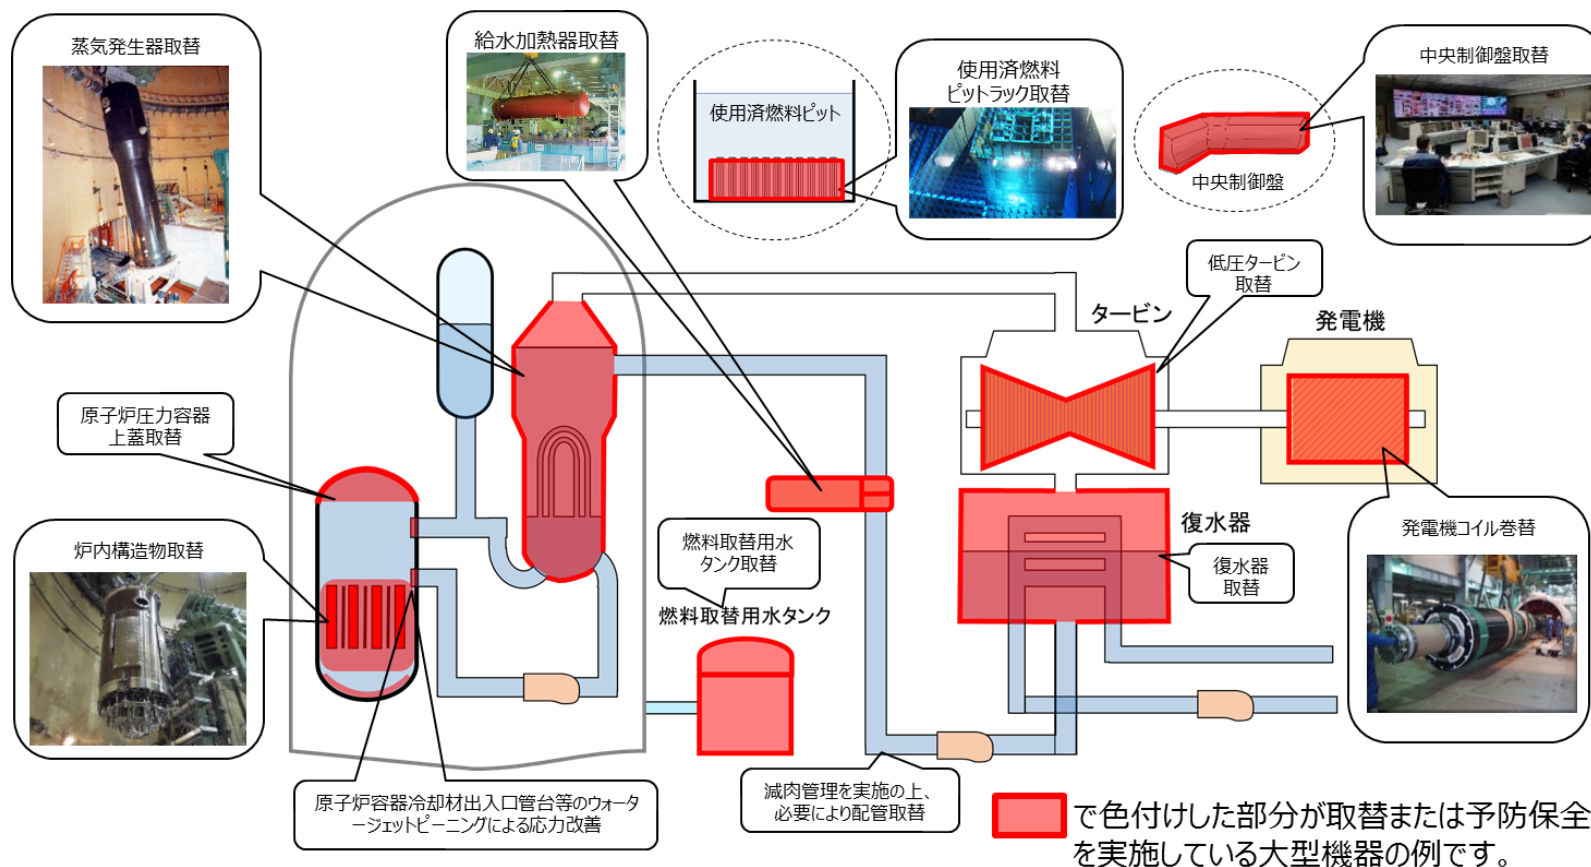 蒸気発生器取替
給水加熱器取替
使用済燃料ピット
使用済燃料
ピットラック取替
中央制御盤
中央制御盤取替
低圧タービン
取替
タービン
発電機
原子炉圧力容器
上蓋取替
炉内構造物取替
燃料取替用水
タンク取替
燃料取替用水タンク
復水器
復水器
取替
発電機コイル巻替
原子炉容器冷却材出入口管台等のウォータ
ージェットピーニングによる応力改善
減肉管理を実施の上、
必要により配管取替
で色付けした部分が取替または予防保全
を実施している大型機器の例です。